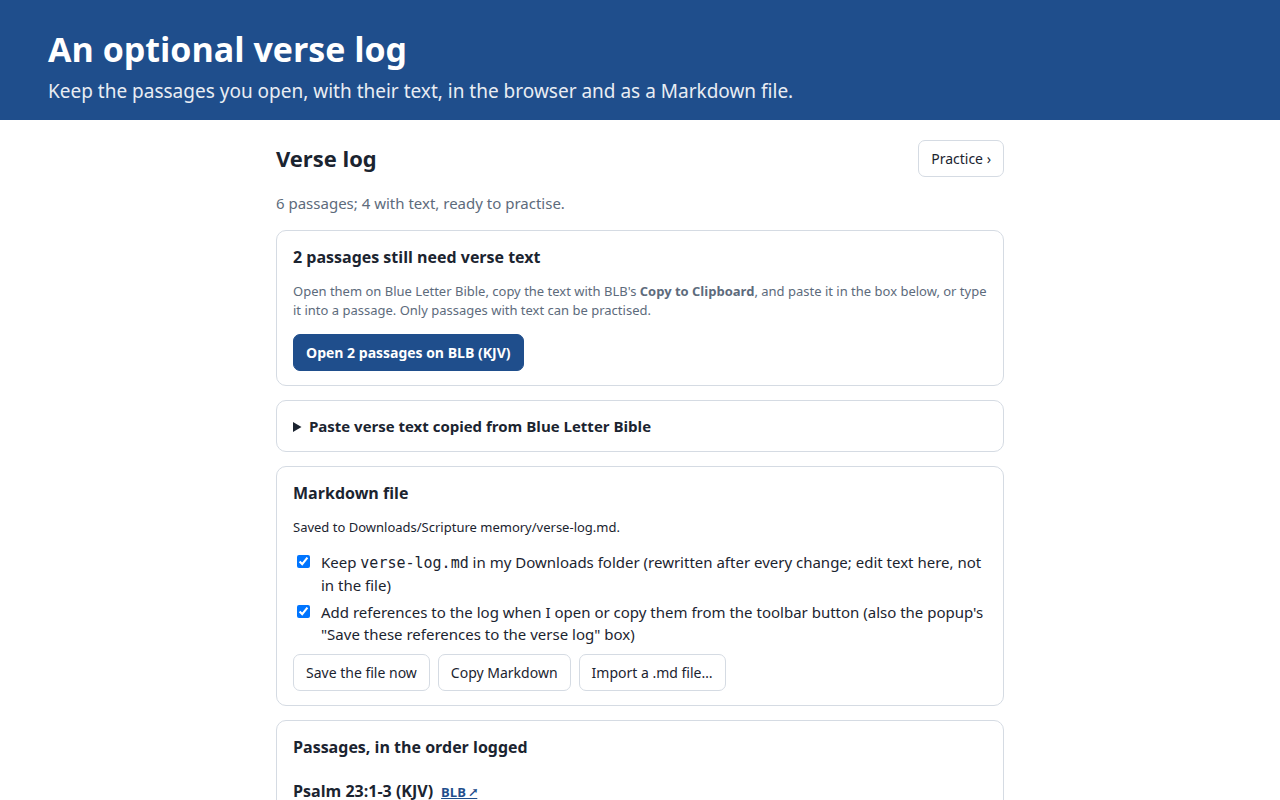 An optional verse log
Keep the passages you open, with their text, in the browser and as a Markdown file.
Verse log
Practice ›
6 passages; 4 with text, ready to practise.
2 passages still need verse text
Open them on Blue Letter Bible, copy the text with BLB's Copy to Clipboard, and paste it in the box below, or type
it into a passage. Only passages with text can be practised.
Open 2 passages on BLB (KJV)
▶ Paste verse text copied from Blue Letter Bible
Markdown file
Saved to Downloads/Scripture memory/verse-log.md.
Keep verse-log.md in my Downloads folder (rewritten after every change; edit text here, not
in the file)
Add references to the log when I open or copy them from the toolbar button (also the popup's
"Save these references to the verse log" box)
Save the file now
Copy Markdown
Import a .md file...
Passages, in the order logged
Psalm 23:1-3 (KJV) BLB ↗